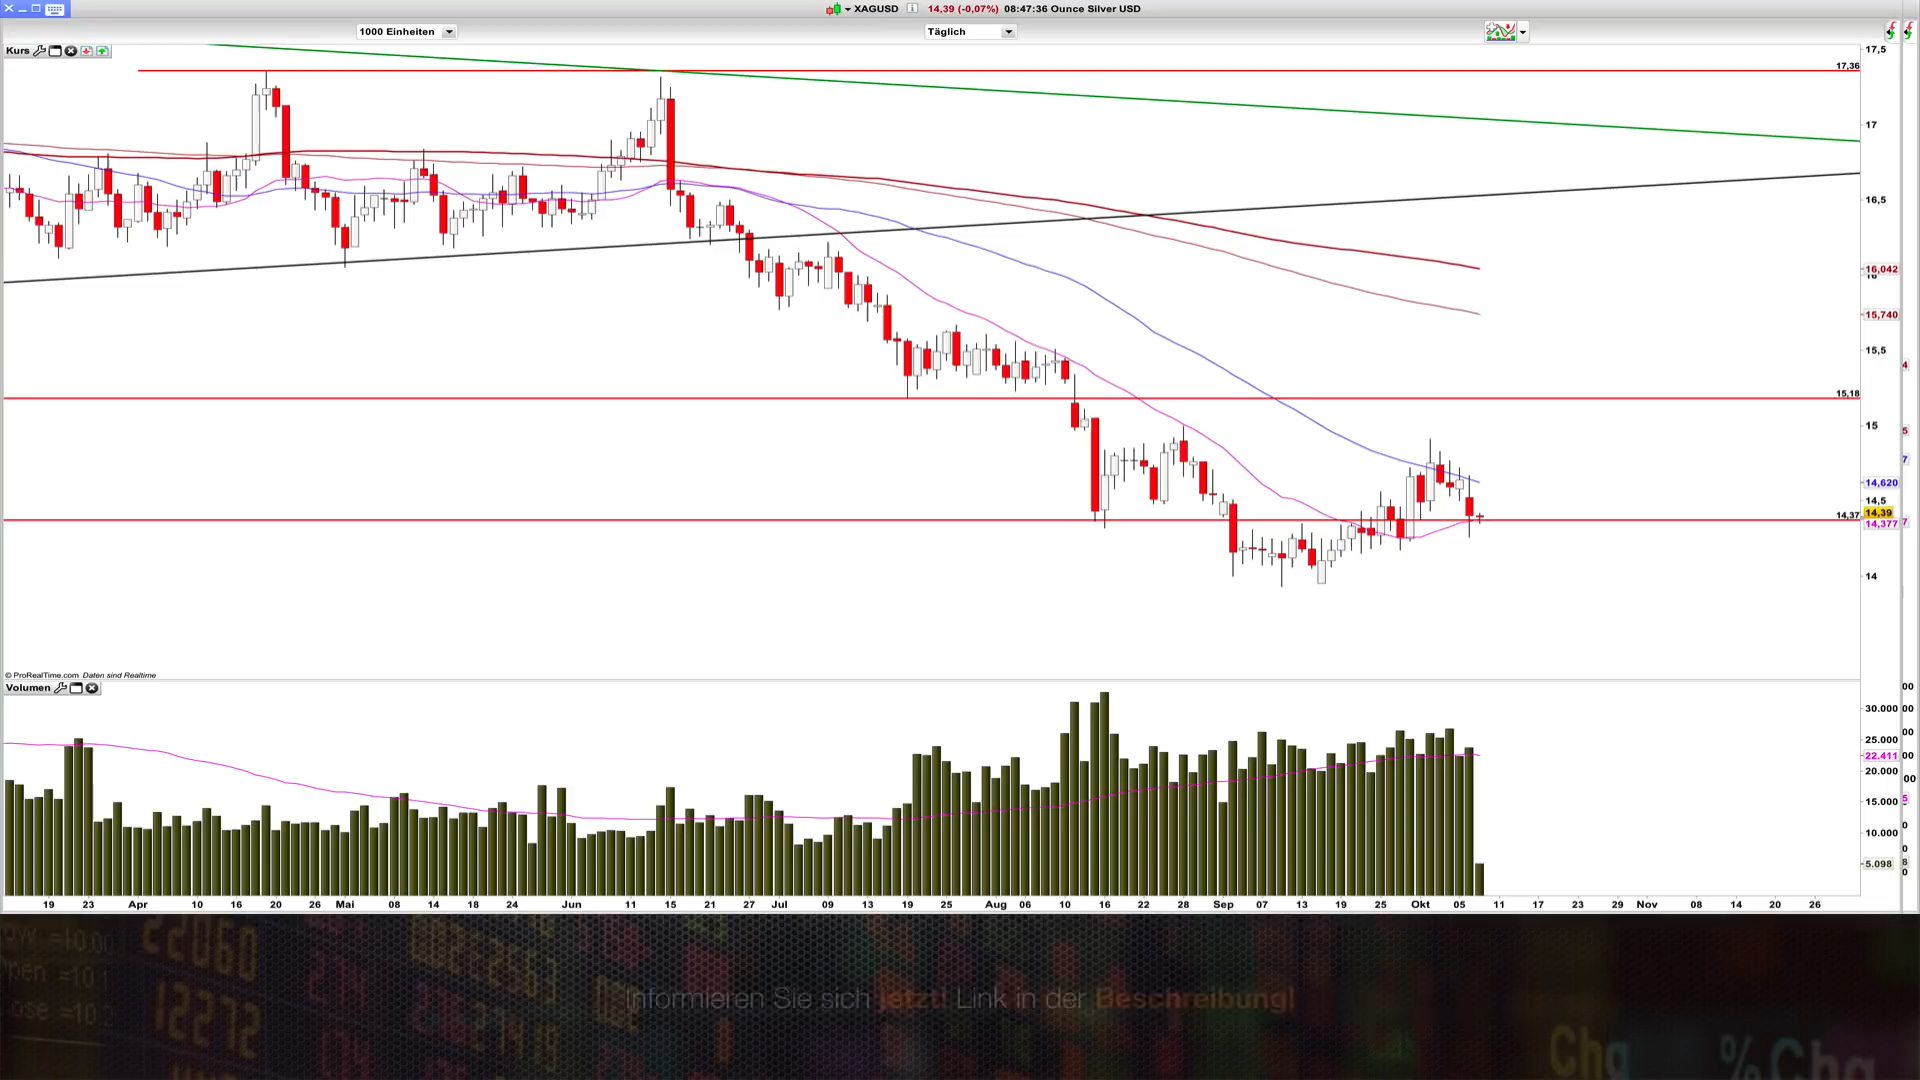 XAGUSD 14,39 (-0,07%) 08:47:36 Ounce Silver USD
1000 Einheiten
Täglich
Kurs
17,5
17,36
17
16,5
16,042
15,740
15,5
15,18
15
14,620
14,5
14,37
14,39
14,377
14
© ProRealTime.com Daten sind Realtime
Volumen
30.000
25.000
22.411
20.000
15.000
10.000
5.098
19 23 Apr 10 16 20 26 Mai 08 14 18 24 Jun 11 15 21 27 Jul 09 13 19 25 Aug 06 10 16 22 28 Sep 07 13 19 25 Okt 05 11 17 23 29 Nov 08 14 20 26
Informieren Sie sich jetzt! Link in der Beschreibung!
22060
12272
Chg
%Chg